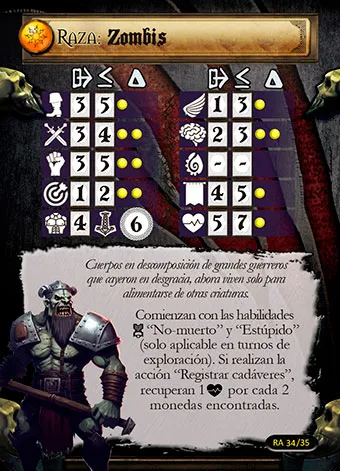 Raza: Zombis
3 5 1 3
3 4 2 3
3 5 - -
1 2 4 5
4 6 5 7
Cuerpos en descomposición de grandes guerreros
que cayeron en desgracia, ahora viven solo para
alimentarse de otras criaturas.
Comienzan con las habilidades
“No-muerto” y “Estúpido”
(solo aplicable en turnos de
exploración). Si realizan la
acción “Registrar cadáveres”,
recuperan 1 por cada 2
monedas encontradas.
RA 34/35